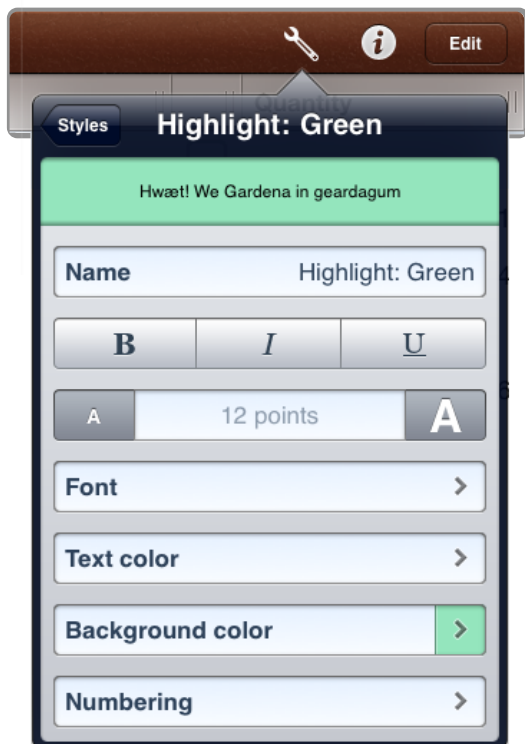 Edit
Quantity
Styles
Highlight: Green
Hwæt! We Gardena in geardagum
Name Highlight: Green
B I U
A 12 points A
Font
Text color
Background color
Numbering